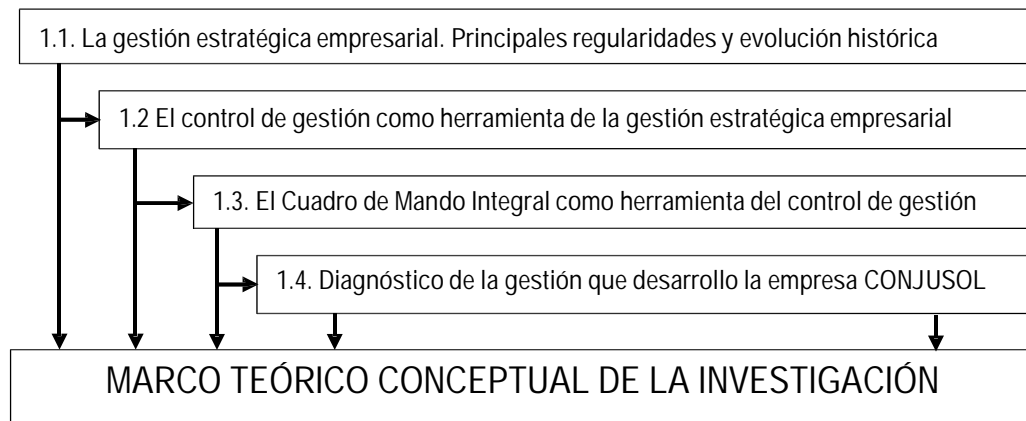 1.1. La gestión estratégica empresarial. Principales regularidades y evolución histórica
1.2 El control de gestión como herramienta de la gestión estratégica empresarial
1.3. El Cuadro de Mando Integral como herramienta del control de gestión
1.4. Diagnóstico de la gestión que desarrollo la empresa CONJUSOL
MARCO TEÓRICO CONCEPTUAL DE LA INVESTIGACIÓN